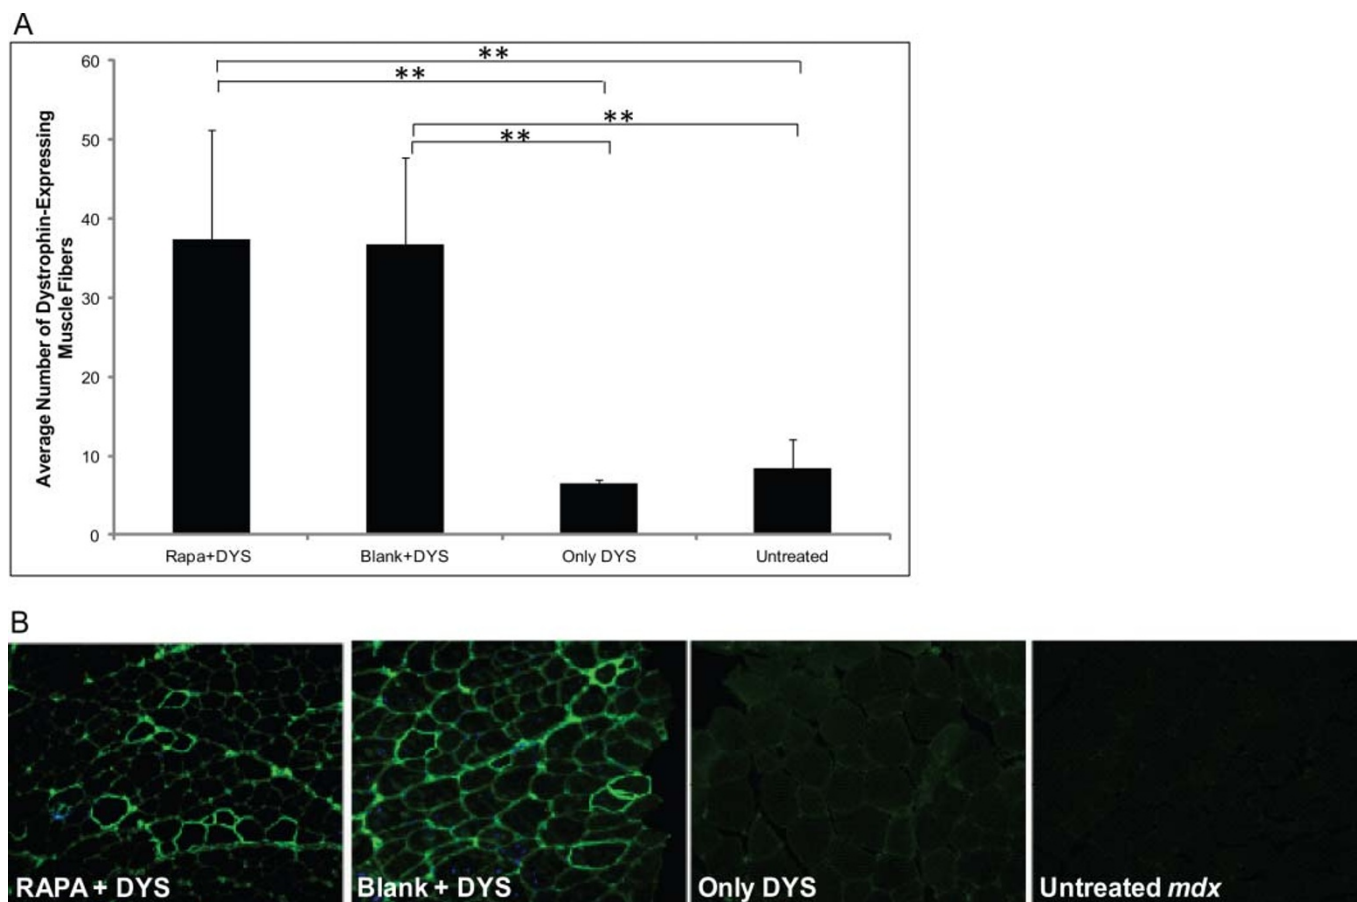 A
60
50
40
30
20
10
0
Average Number of Dystrophin-Expressing
Muscle Fibers
**
**
**
**
Rapa+DYS Blank+DYS Only DYS Untreated
B
RAPA + DYS Blank + DYS Only DYS Untreated mdx